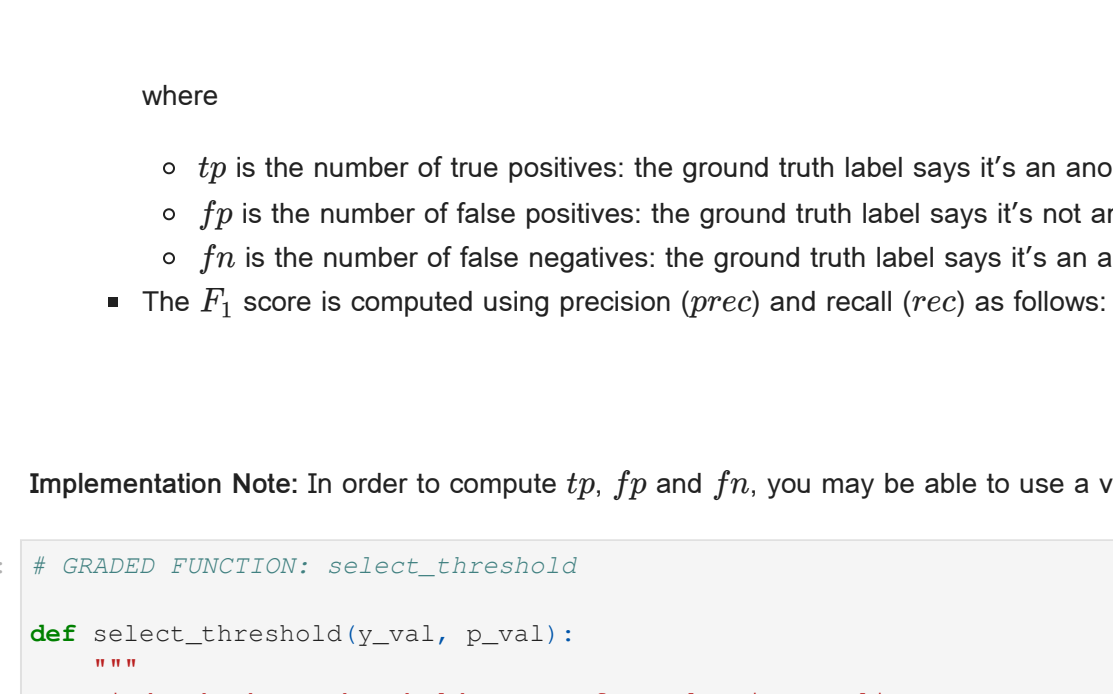 where
tp is the number of true positives: the ground truth label says it's an
fp is the number of false positives: the ground truth label says it's not
fn is the number of false negatives: the ground truth label says it's an
The F₁ score is computed using precision (prec) and recall (rec) as follows:
Implementation Note: In order to compute tp, fp and fn, you may be able to use a
# GRADED FUNCTION: select_threshold
def select_threshold(y_val, p_val):
"""